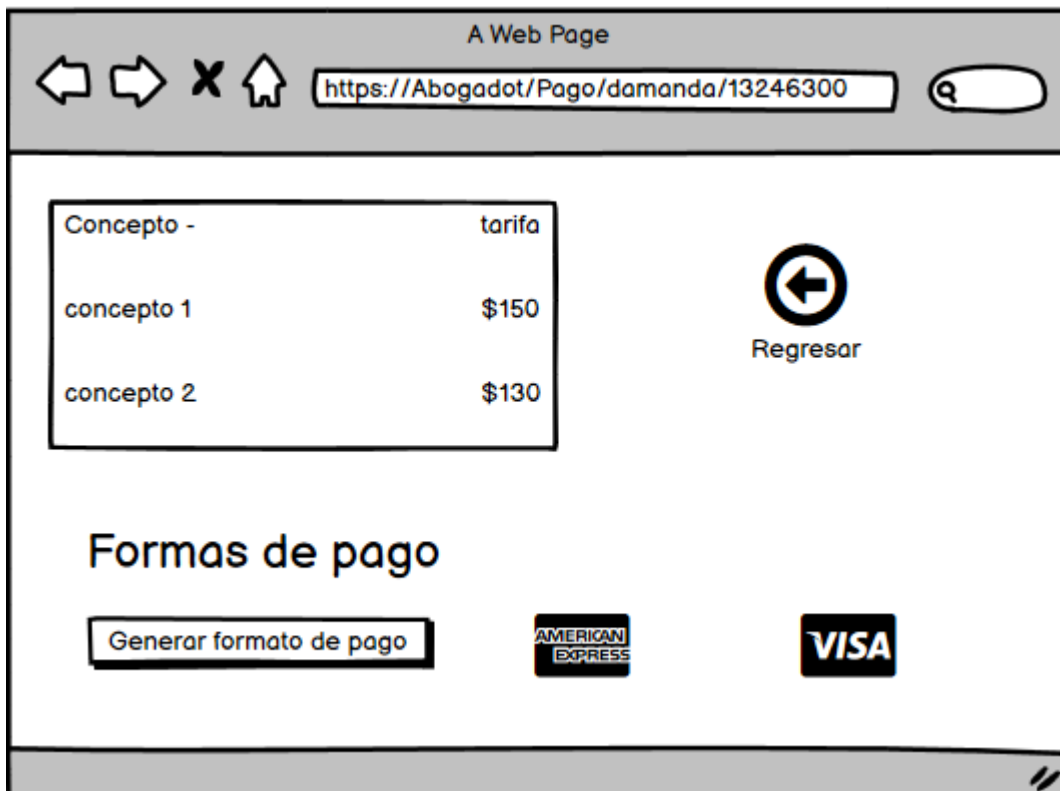 A Web Page
https://Abogadot/Pago/damanda/13246300
Concepto - tarifa
concepto 1 $150
concepto 2 $130
Regresar
Formas de pago
Generar formato de pago
AMERICAN
EXPRESS
VISA